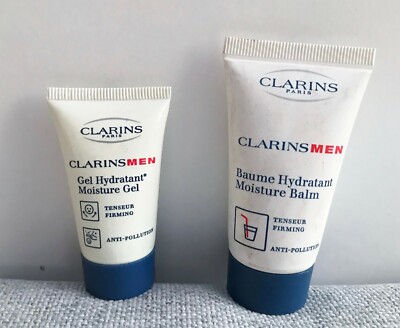 CLARINS
PARIS
CLARINSMEN
Gel Hydratant*
Moisture Gel
TENSEUR
FIRMING
ANTI-POLLUTION
CLARINS
PARIS
CLARINSMEN
Baume Hydratant
Moisture Balm
TENSEUR
FIRMING
ANTI-POLLUTION